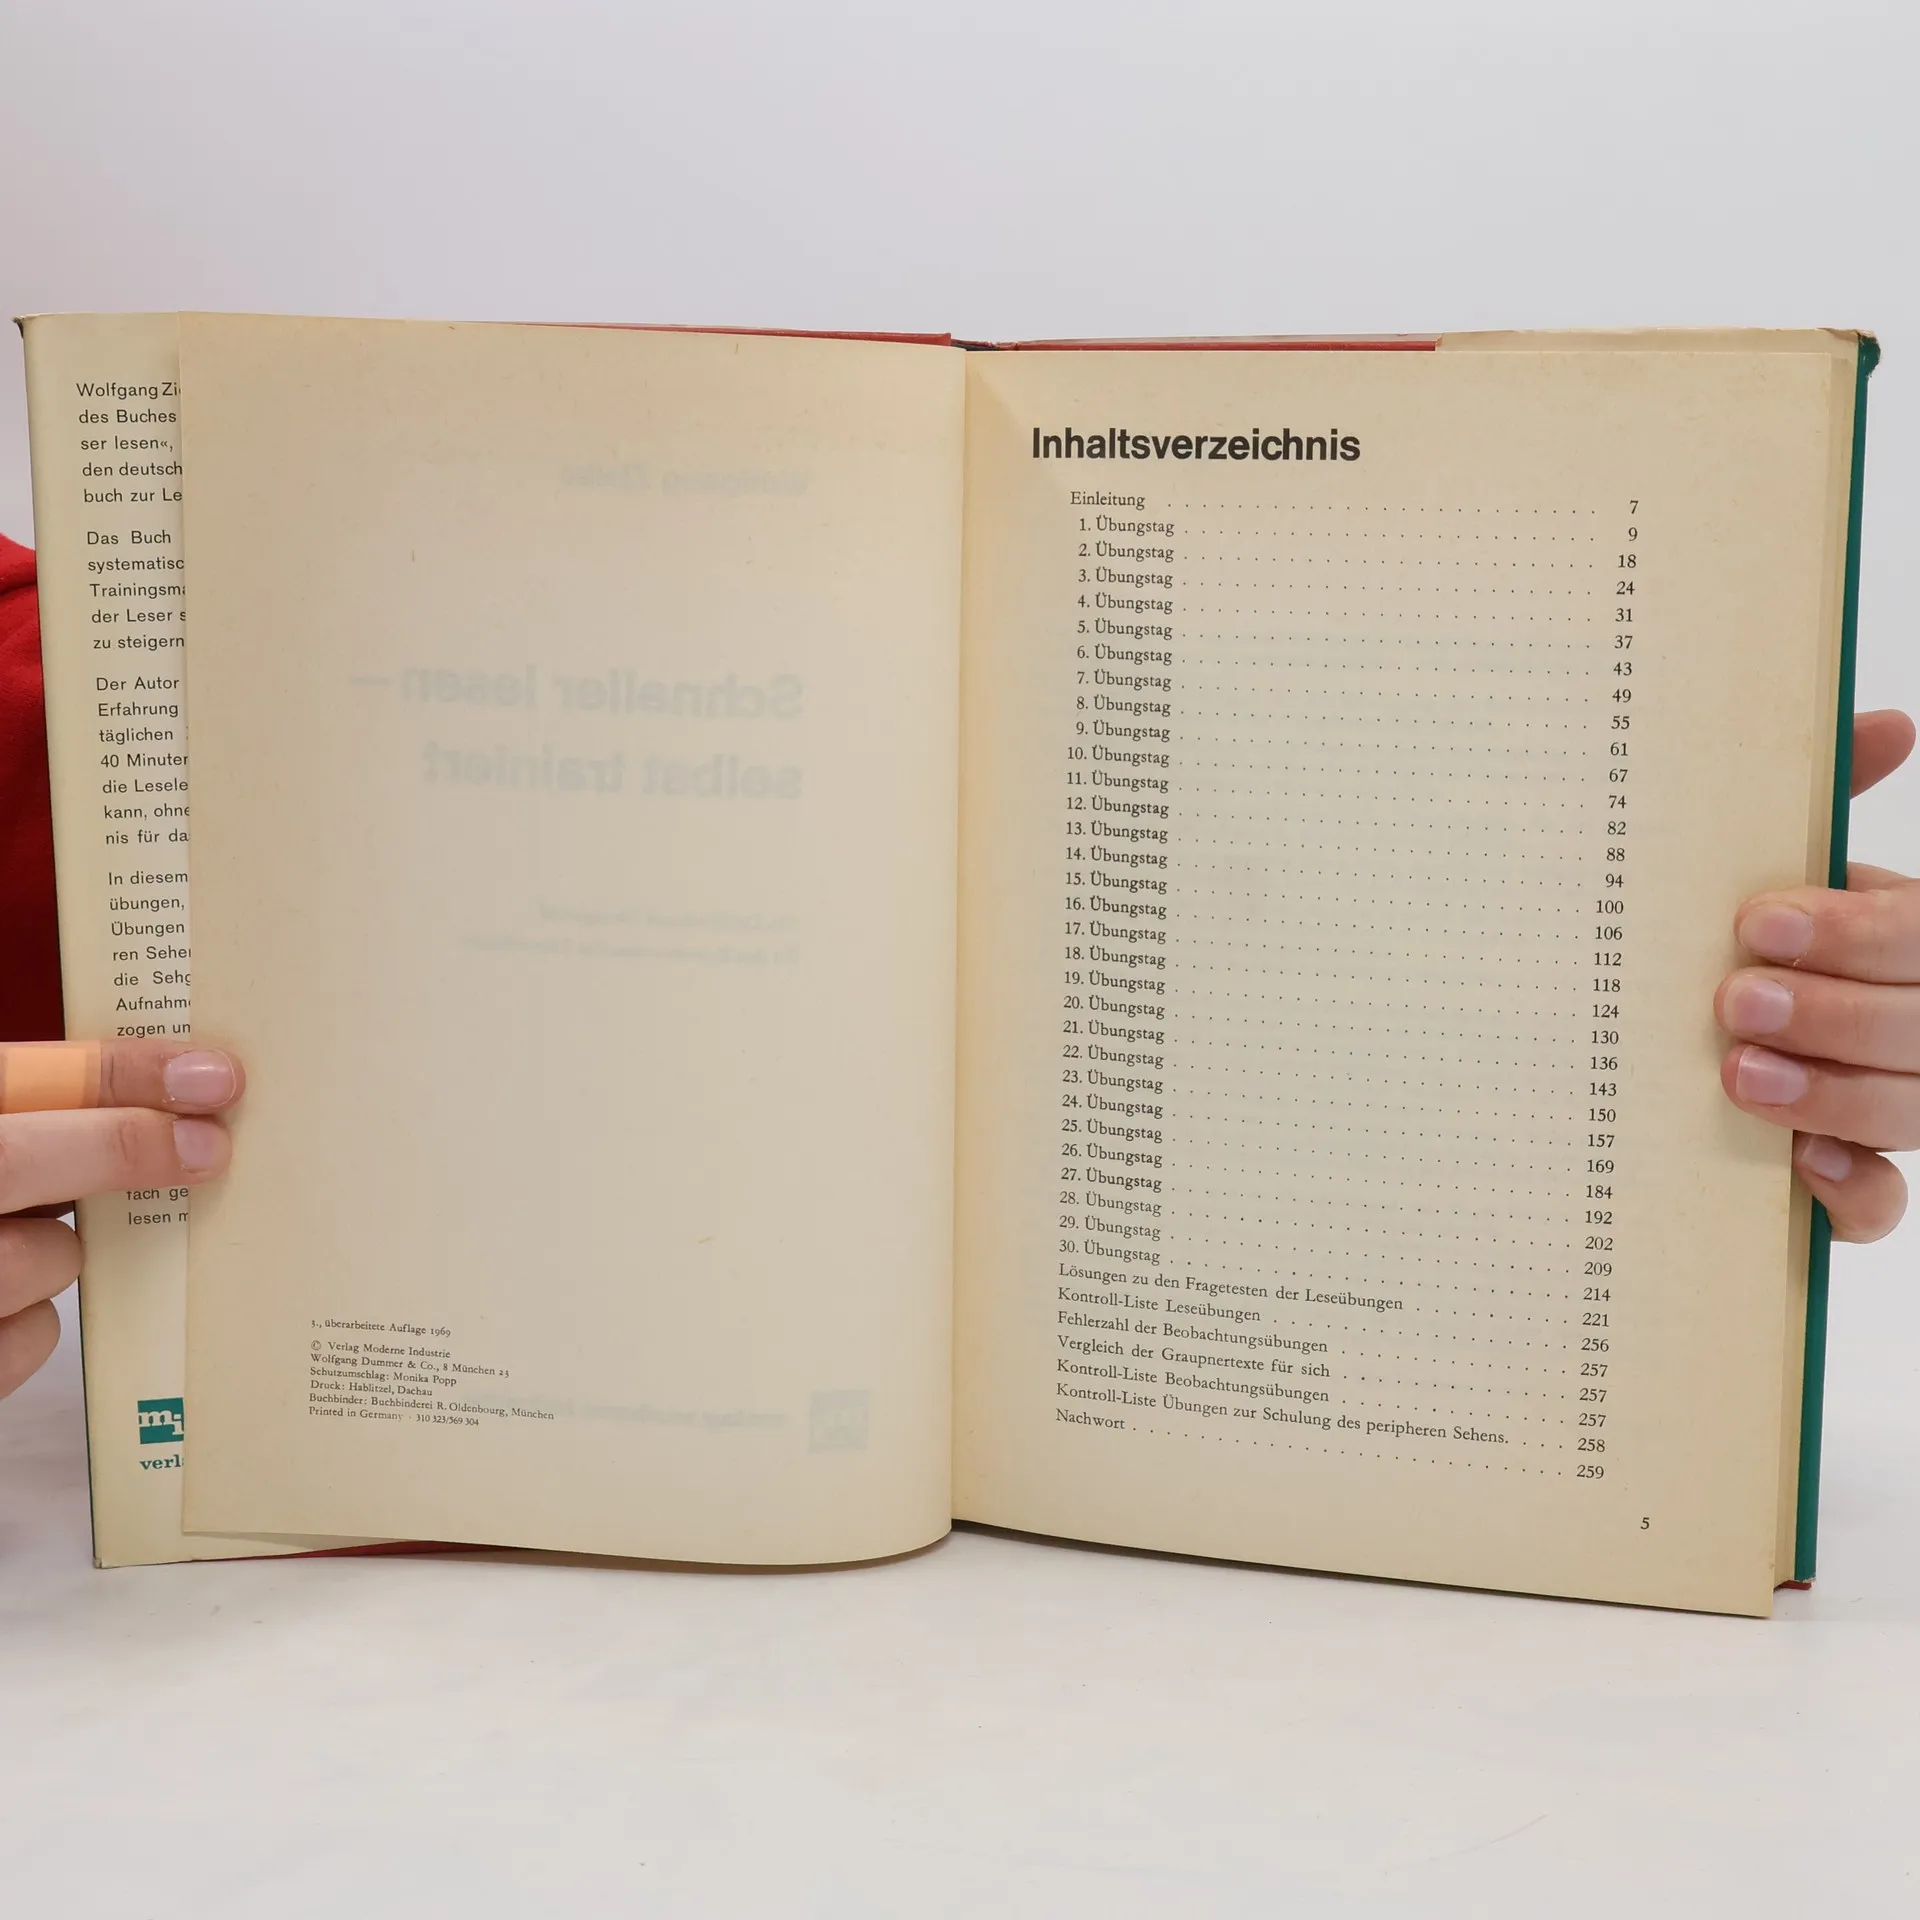 Wolfgang
des Buches
ser lesen«,
den deutsch
buch zur Le
Das Buch
systematisc
Trainingsm
der Leser s
zu steigern
Der Autor
Erfahrung
täglichen
40 Minuten
die Lesele
kann, ohne
nis für da
In diesem
übungen,
Übungen
ren Sehe
die Sehg
Aufnahm
zogen un
fach ge
lesen m
mi
verl
Wolfgang Zielke
Schneller lesen –
selbst trainiert
3., überarbeitete Auflage 1969
© Verlag Moderne Industrie
Wolfgang Dummer & Co., 8 München 23
Schutzumschlag: Monika Popp
Druck: Hablitzel, Dachau
Buchbinder: Buchbinderei R. Oldenbourg, München
Printed in Germany · 310 323/569 304
Inhaltsverzeichnis
Einleitung . . . 7
1. Übungstag . . . 9
2. Übungstag . . . 18
3. Übungstag . . . 24
4. Übungstag . . . 31
5. Übungstag . . . 37
6. Übungstag . . . 43
7. Übungstag . . . 49
8. Übungstag . . . 55
9. Übungstag . . . 61
10. Übungstag . . . 67
11. Übungstag . . . 74
12. Übungstag . . . 82
13. Übungstag . . . 88
14. Übungstag . . . 94
15. Übungstag . . . 100
16. Übungstag . . . 106
17. Übungstag . . . 112
18. Übungstag . . . 118
19. Übungstag . . . 124
20. Übungstag . . . 130
21. Übungstag . . . 136
22. Übungstag . . . 143
23. Übungstag . . . 150
24. Übungstag . . . 157
25. Übungstag . . . 169
26. Übungstag . . . 184
27. Übungstag . . . 192
28. Übungstag . . . 202
29. Übungstag . . . 209
30. Übungstag . . . 214
Lösungen zu den Fragetesten der Leseübungen . . . 221
Kontroll-Liste Leseübungen . . . 256
Fehlerzahl der Beobachtungsübungen . . . 257
Vergleich der Graupnertexte für sich . . . 257
Kontroll-Liste Beobachtungsübungen . . . 257
Kontroll-Liste Übungen zur Schulung des peripheren Sehens. . . . 258
Nachwort . . . 259
5